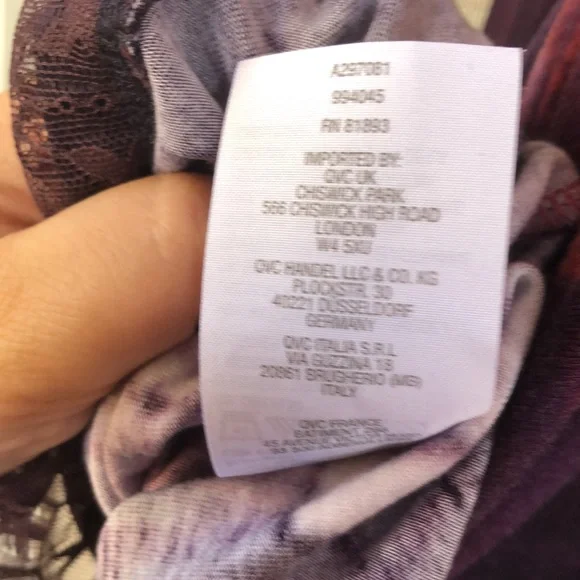 A297081
994045
RN 81893
IMPORTED BY:
QVC UK
CHISWICK PARK
566 CHISWICK HIGH ROAD
LONDON
W4 5XU
QVC HANDEL LLC & CO. KG
PLOCKSTR. 30
40221 DÜSSELDORF
GERMANY
QVC ITALIA S.R.L
VIA GUZZINA 18
20861 BRUGHERIO (MB)
ITALY
QVC FRANCE